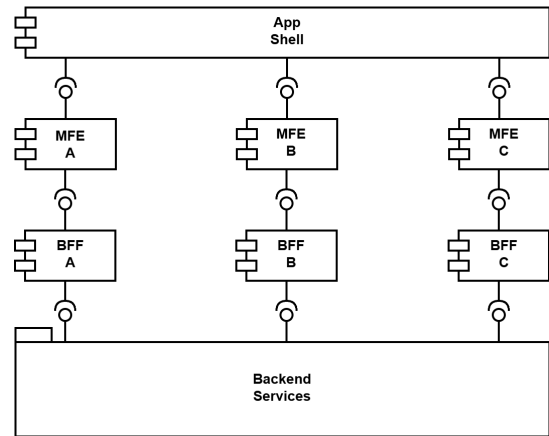 App
Shell
MFE
A
MFE
B
MFE
C
BFF
A
BFF
B
BFF
C
Backend
Services